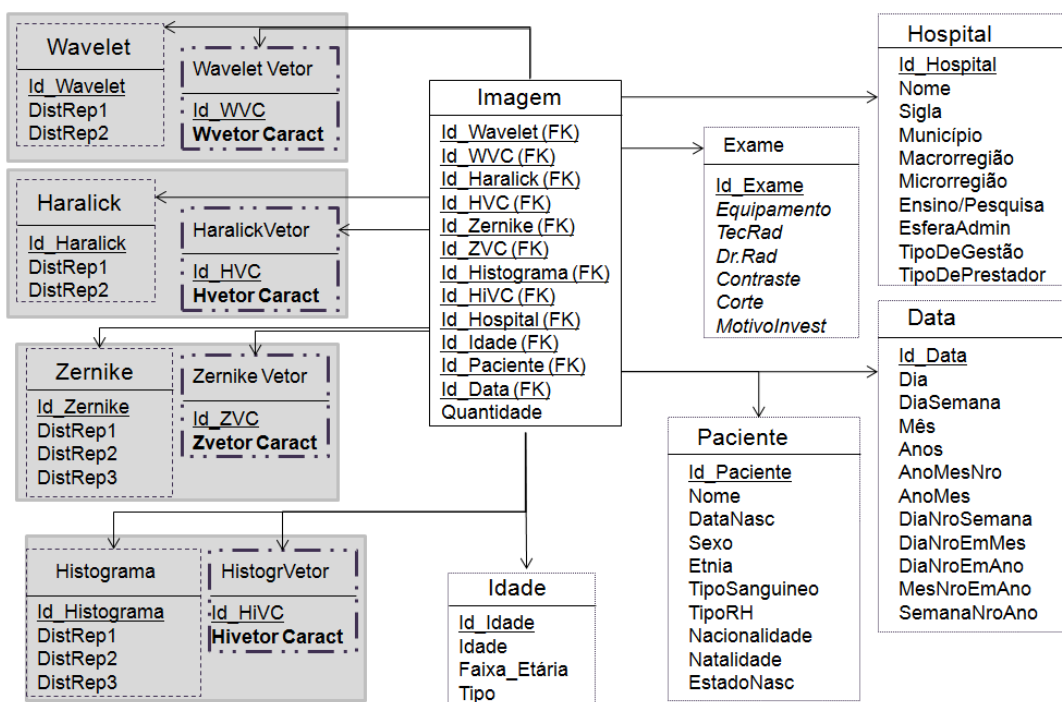 Wavelet
Id_Wavelet
DistRep1
DistRep2
Wavelet Vetor
Id_WVC
Wvetor Caract
Haralick
Id_Haralick
DistRep1
DistRep2
HaralickVetor
Id_HVC
Hvetor Caract
Zernike
Id_Zernike
DistRep1
DistRep2
DistRep3
Zernike Vetor
Id_ZVC
Zvetor Caract
Histograma
Id_Histograma
DistRep1
DistRep2
DistRep3
HistogrVetor
Id_HiVC
Hivetor Caract
Imagem
Id_Wavelet (FK)
Id_WVC (FK)
Id_Haralick (FK)
Id_HVC (FK)
Id_Zernike (FK)
Id_ZVC (FK)
Id_Histograma (FK)
Id_HiVC (FK)
Id_Hospital (FK)
Id_Idade (FK)
Id_Paciente (FK)
Id_Data (FK)
Quantidade
Idade
Id_Idade
Idade
Faixa_Etária
Tipo
Exame
Id_Exame
Equipamento
TecRad
Dr.Rad
Contraste
Corte
MotivoInvest
Paciente
Id_Paciente
Nome
DataNasc
Sexo
Etnia
TipoSanguineo
TipoRH
Nacionalidade
Natalidade
EstadoNasc
Hospital
Id_Hospital
Nome
Sigla
Município
Macrorregião
Microrregião
Ensino/Pesquisa
EsferaAdmin
TipoDeGestão
TipoDePrestador
Data
Id_Data
Dia
DiaSemana
Mês
Anos
AnoMesNro
AnoMes
DiaNroSemana
DiaNroEmMes
DiaNroEmAno
MesNroEmAno
SemanaNroAno